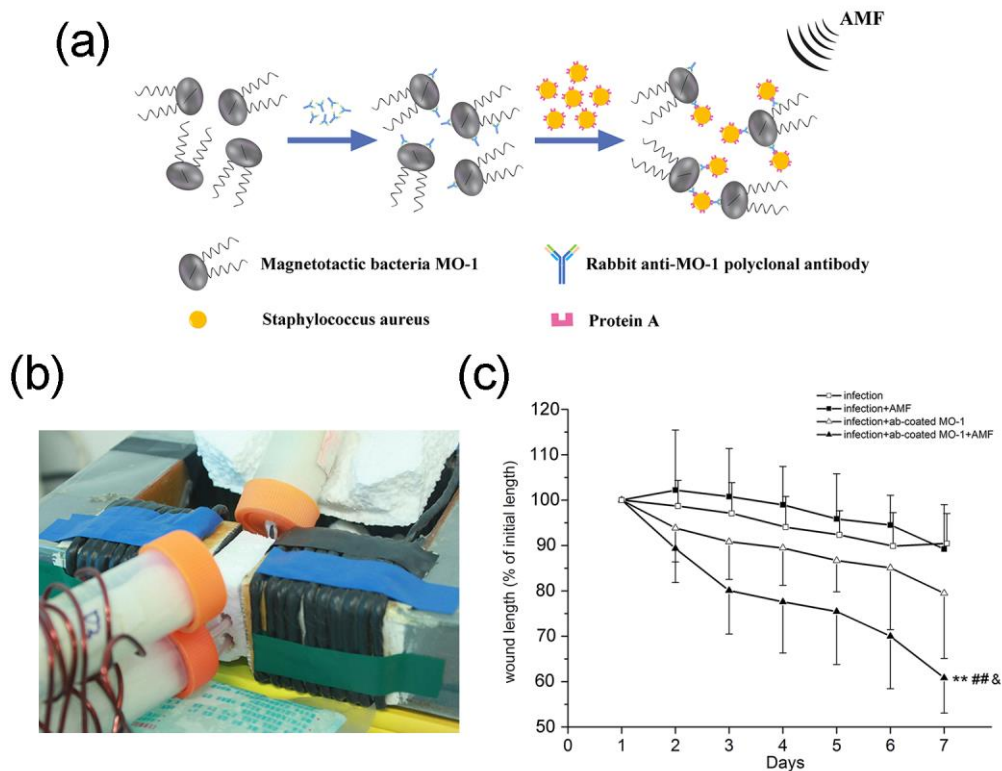 (a)
AMF
Magnetotactic bacteria MO-1
Rabbit anti-MO-1 polyclonal antibody
Staphylococcus aureus
Protein A
(b)
(c)
infection
infection+AMF
infection+ab-coated MO-1
infection+ab-coated MO-1+AMF
120
110
100
90
80
70
60
50
wound length (% of initial length)
** ## &
0 1 2 3 4 5 6 7
Days